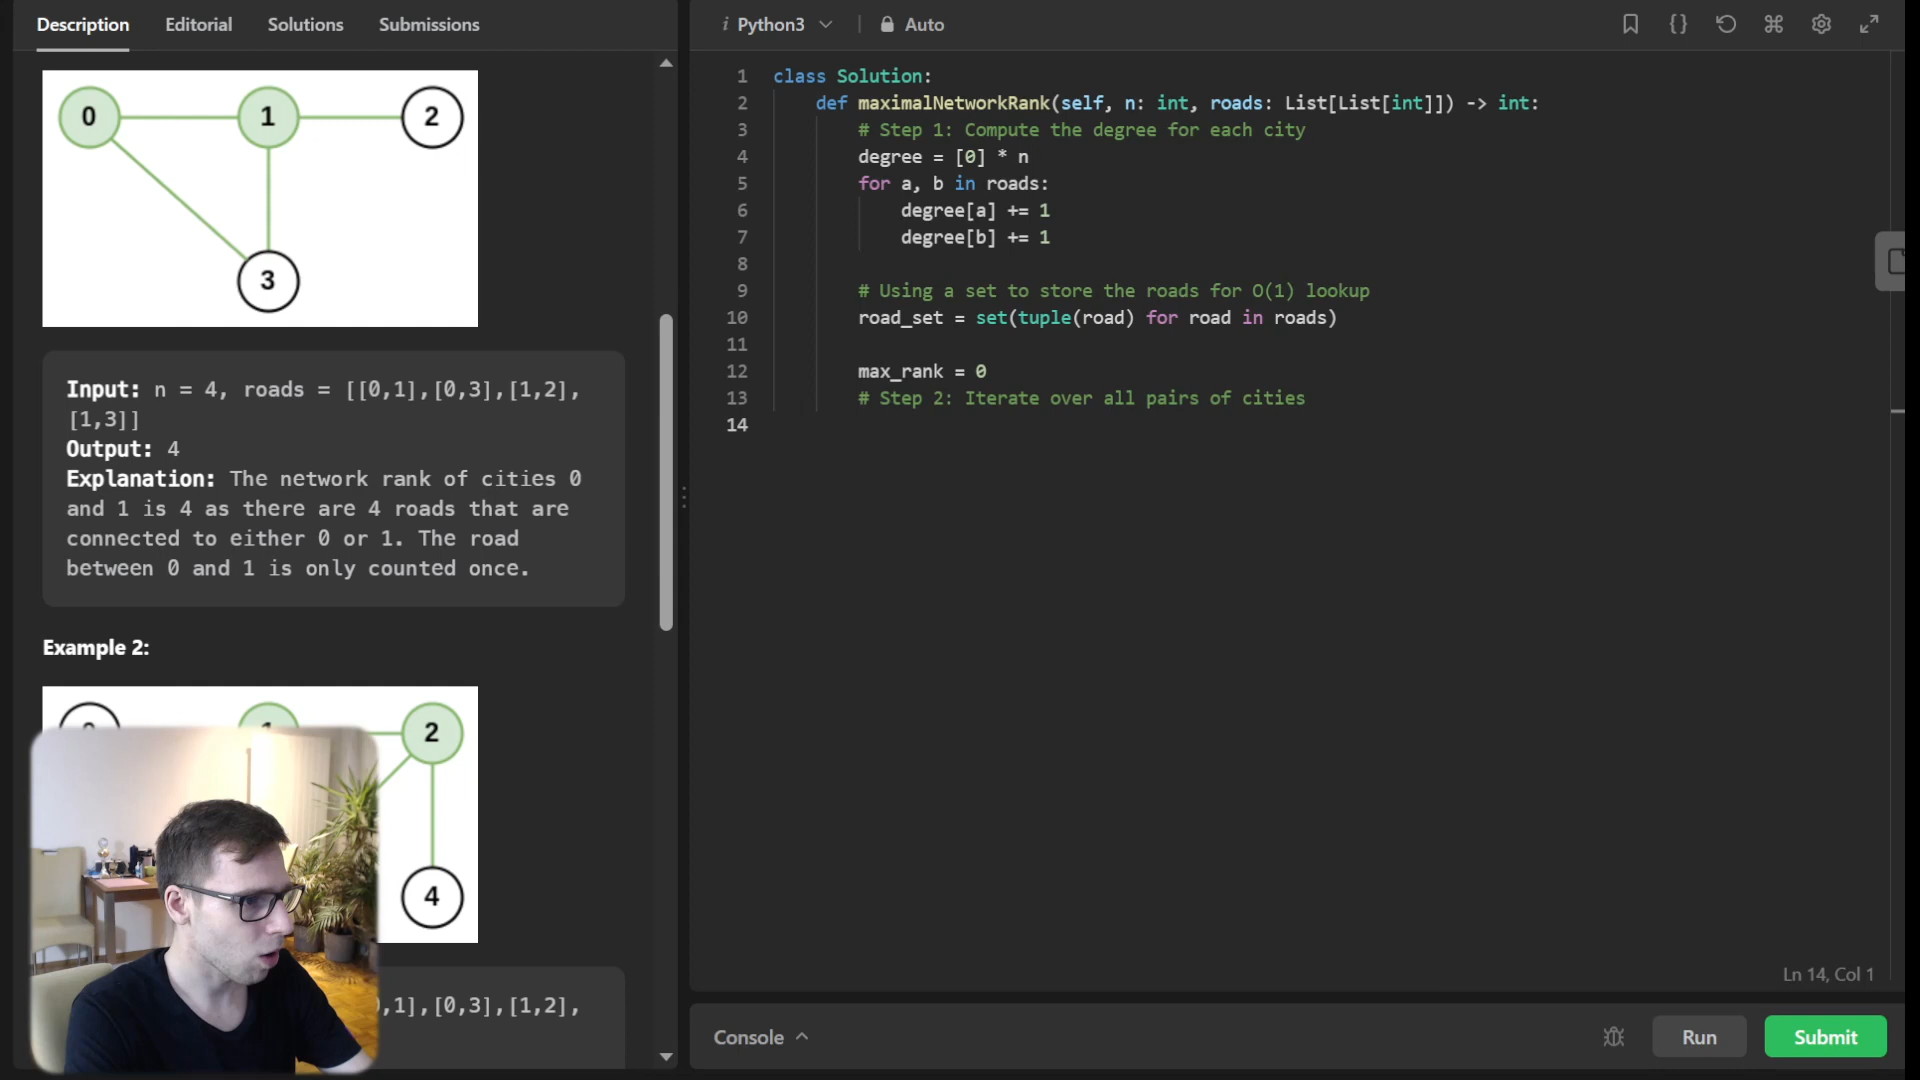 Description Editorial Solutions Submissions
0 1 2
3
Input: n = 4, roads = [[0,1],[0,3],[1,2],
[1,3]]
Output: 4
Explanation: The network rank of cities 0
and 1 is 4 as there are 4 roads that are
connected to either 0 or 1. The road
between 0 and 1 is only counted once.
Example 2:
2
4
,1],[0,3],[1,2],
i Python3 Auto
1 class Solution:
2 def maximalNetworkRank(self, n: int, roads: List[List[int]]) -> int:
3 # Step 1: Compute the degree for each city
4 degree = [0] * n
5 for a, b in roads:
6 degree[a] += 1
7 degree[b] += 1
8
9 # Using a set to store the roads for O(1) lookup
10 road_set = set(tuple(road) for road in roads)
11
12 max_rank = 0
13 # Step 2: Iterate over all pairs of cities
14
Ln 14, Col 1
Console Run Submit